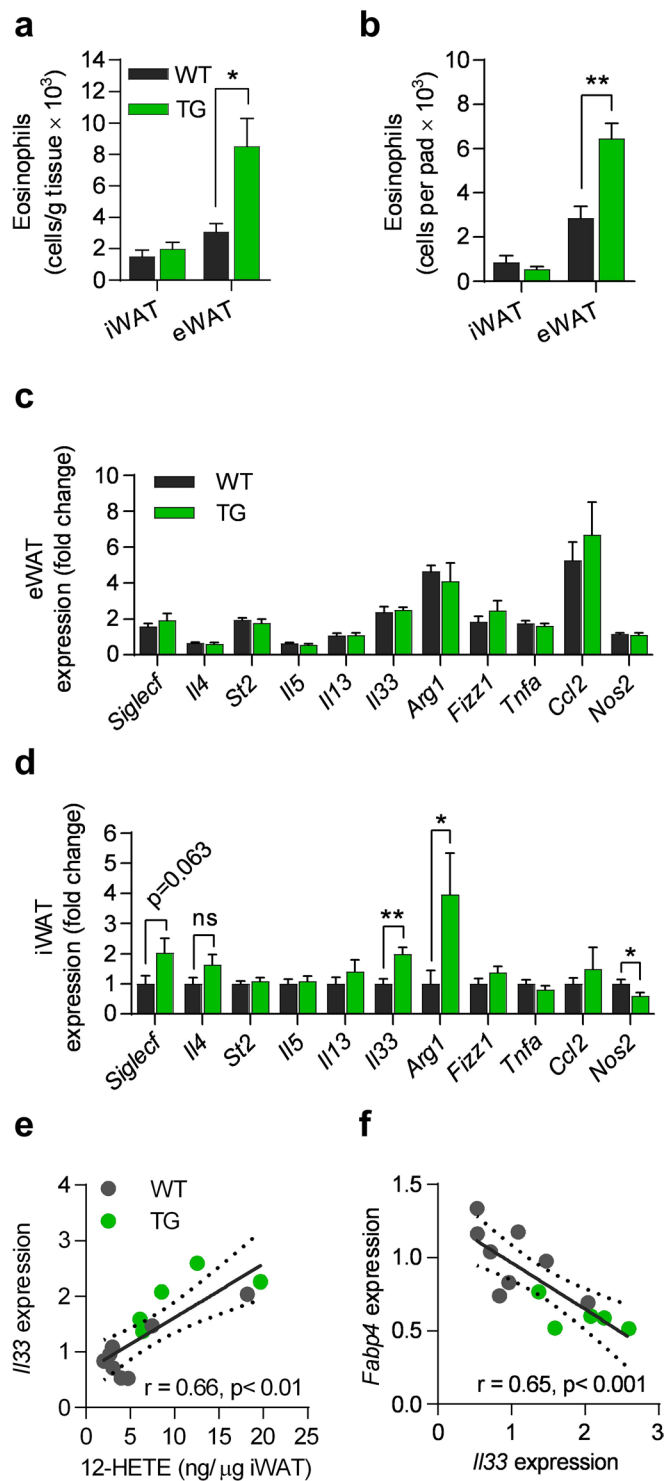 a
WT
TG
*
Eosinophils
(cells/g tissue × 10³)
14
12
10
8
6
4
2
0
iWAT
eWAT
b
**
Eosinophils
(cells per pad × 10³)
10
8
6
4
2
0
iWAT
eWAT
c
WT
TG
eWAT
expression (fold change)
10
8
6
4
2
0
Siglecf
Il4
St2
Il5
Il13
Il33
Arg1
Fizz1
Tnfa
Ccl2
Nos2
d
iWAT
expression (fold change)
6
5
4
3
2
1
0
p=0.063
ns
**
*
*
Siglecf
Il4
St2
Il5
Il13
Il33
Arg1
Fizz1
Tnfa
Ccl2
Nos2
e
WT
TG
Il33 expression
4
3
2
1
0
r = 0.66, p< 0.01
0 5 10 15 20 25
12-HETE (ng/ μg iWAT)
f
Fabp4 expression
1.5
1.0
0.5
0.0
r = 0.65, p< 0.001
0 1 2 3
Il33 expression